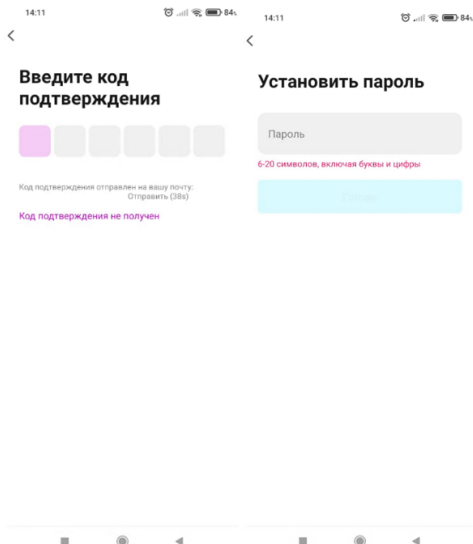 14:11
84
Введите код
подтверждения
Код подтверждения отправлен на вашу почту:
Отправить (38s)
Код подтверждения не получен
14:11
84
Установить пароль
Пароль
6-20 символов, включая буквы и цифры